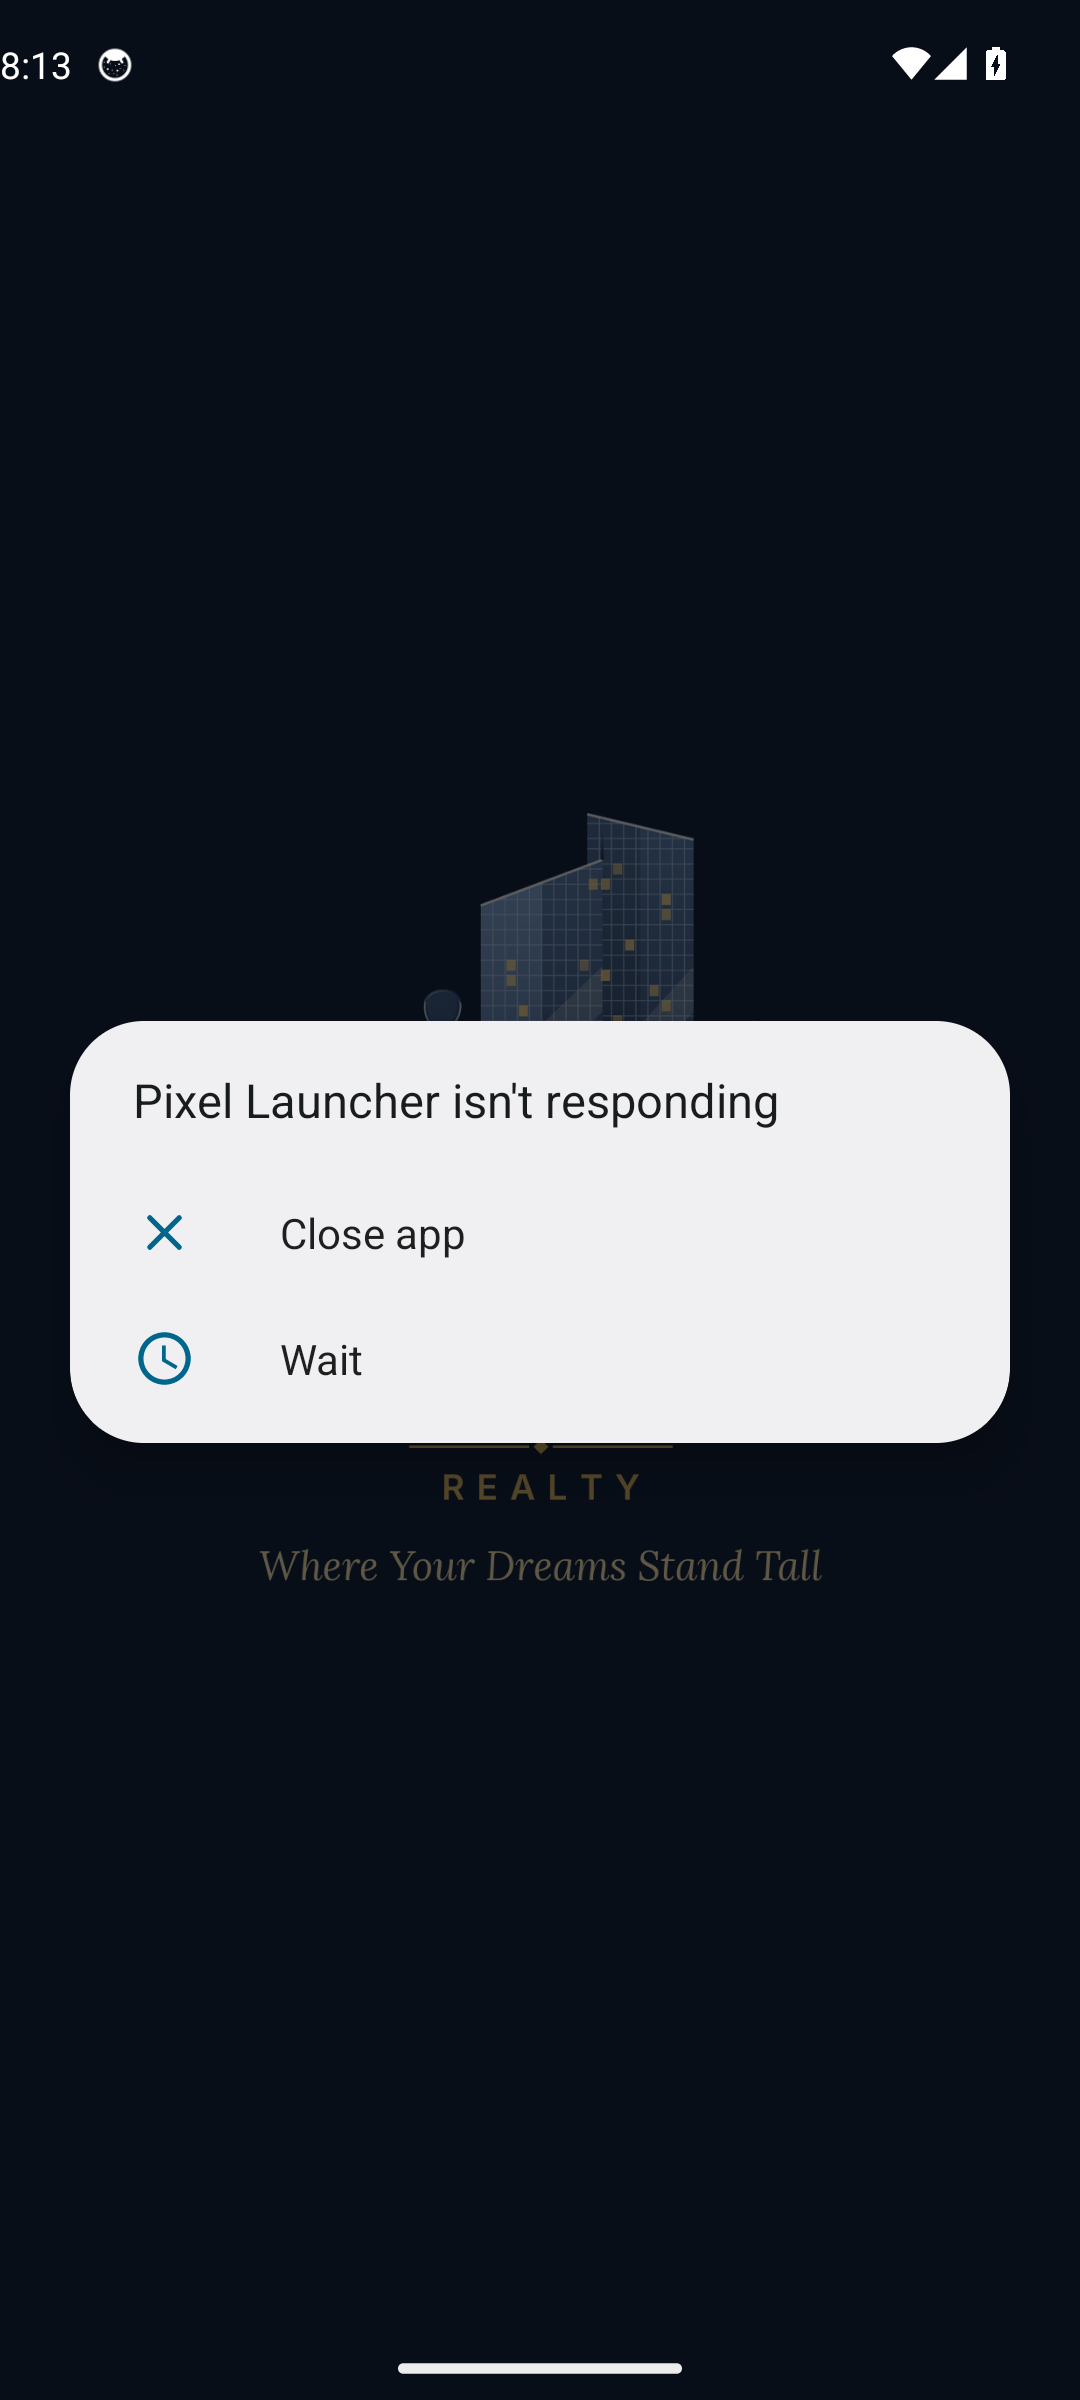 8:13
Pixel Launcher isn't responding
Close app
Wait
REALTY
Where Your Dreams Stand Tall